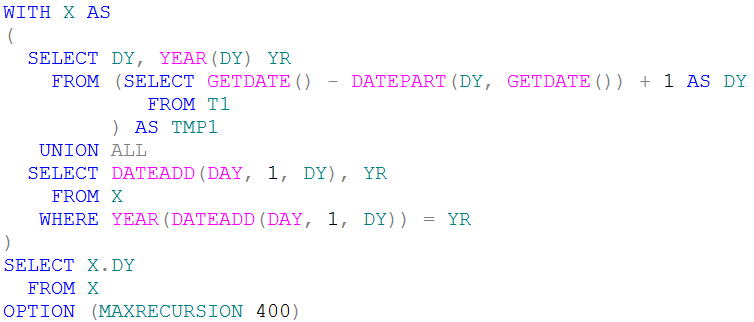 WITH X AS
(
SELECT DY, YEAR(DY) YR
FROM (SELECT GETDATE() - DATEPART(DY, GETDATE()) + 1 AS DY
FROM T1
) AS TMP1
UNION ALL
SELECT DATEADD(DAY, 1, DY), YR
FROM X
WHERE YEAR(DATEADD(DAY, 1, DY)) = YR
)
SELECT X.DY
FROM X
OPTION (MAXRECURSION 400)